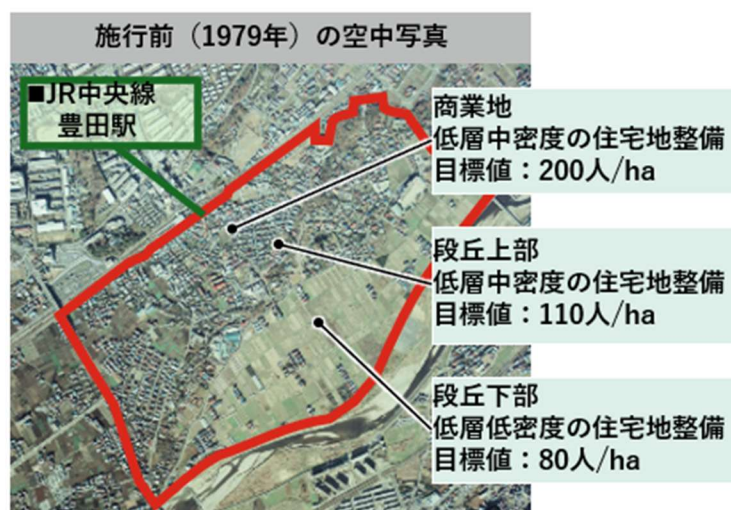 施行前（1979年）の空中写真
■JR中央線
豊田駅
商業地
低層中密度の住宅地整備
目標値：200人/ha
段丘上部
低層中密度の住宅地整備
目標値：110人/ha
段丘下部
低層低密度の住宅地整備
目標値：80人/ha